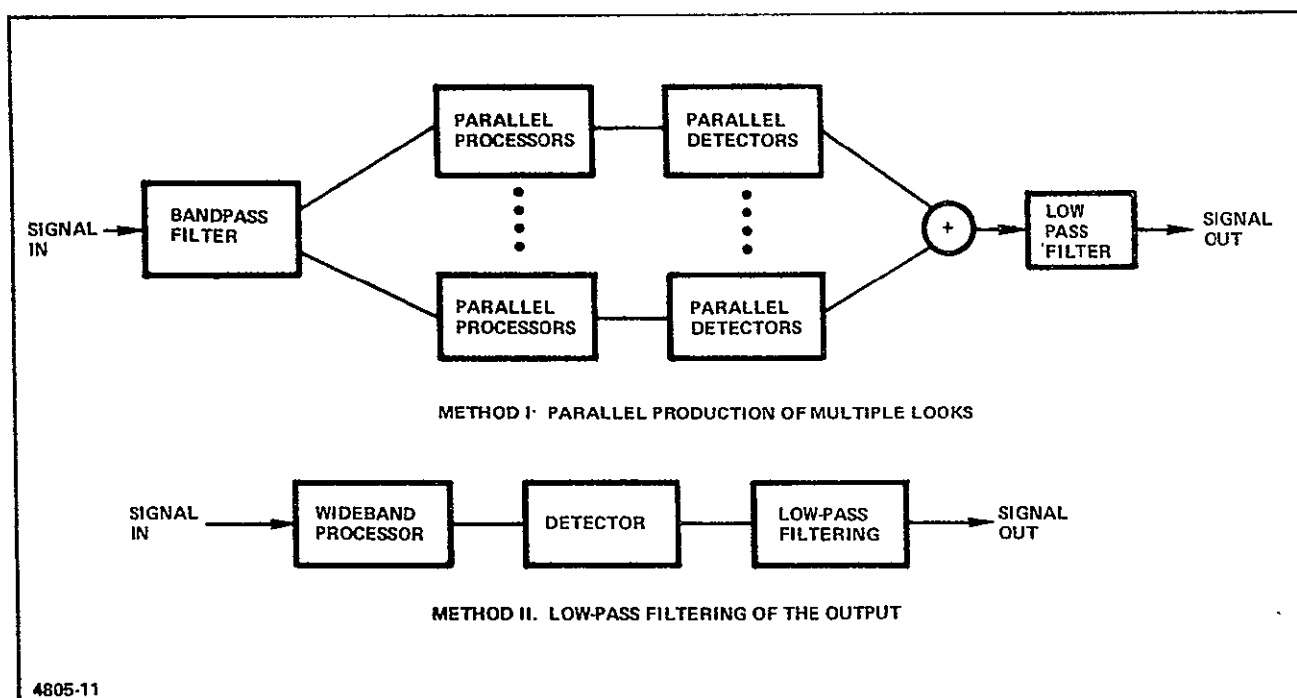 PARALLEL
PROCESSORS
PARALLEL
DETECTORS
SIGNAL
IN
BANDPASS
FILTER
+
LOW
PASS
FILTER
SIGNAL
OUT
PARALLEL
PROCESSORS
PARALLEL
DETECTORS
METHOD I· PARALLEL PRODUCTION OF MULTIPLE LOOKS
SIGNAL
IN
WIDEBAND
PROCESSOR
DETECTOR
LOW-PASS
FILTERING
SIGNAL
OUT
METHOD II. LOW-PASS FILTERING OF THE OUTPUT
4805-11